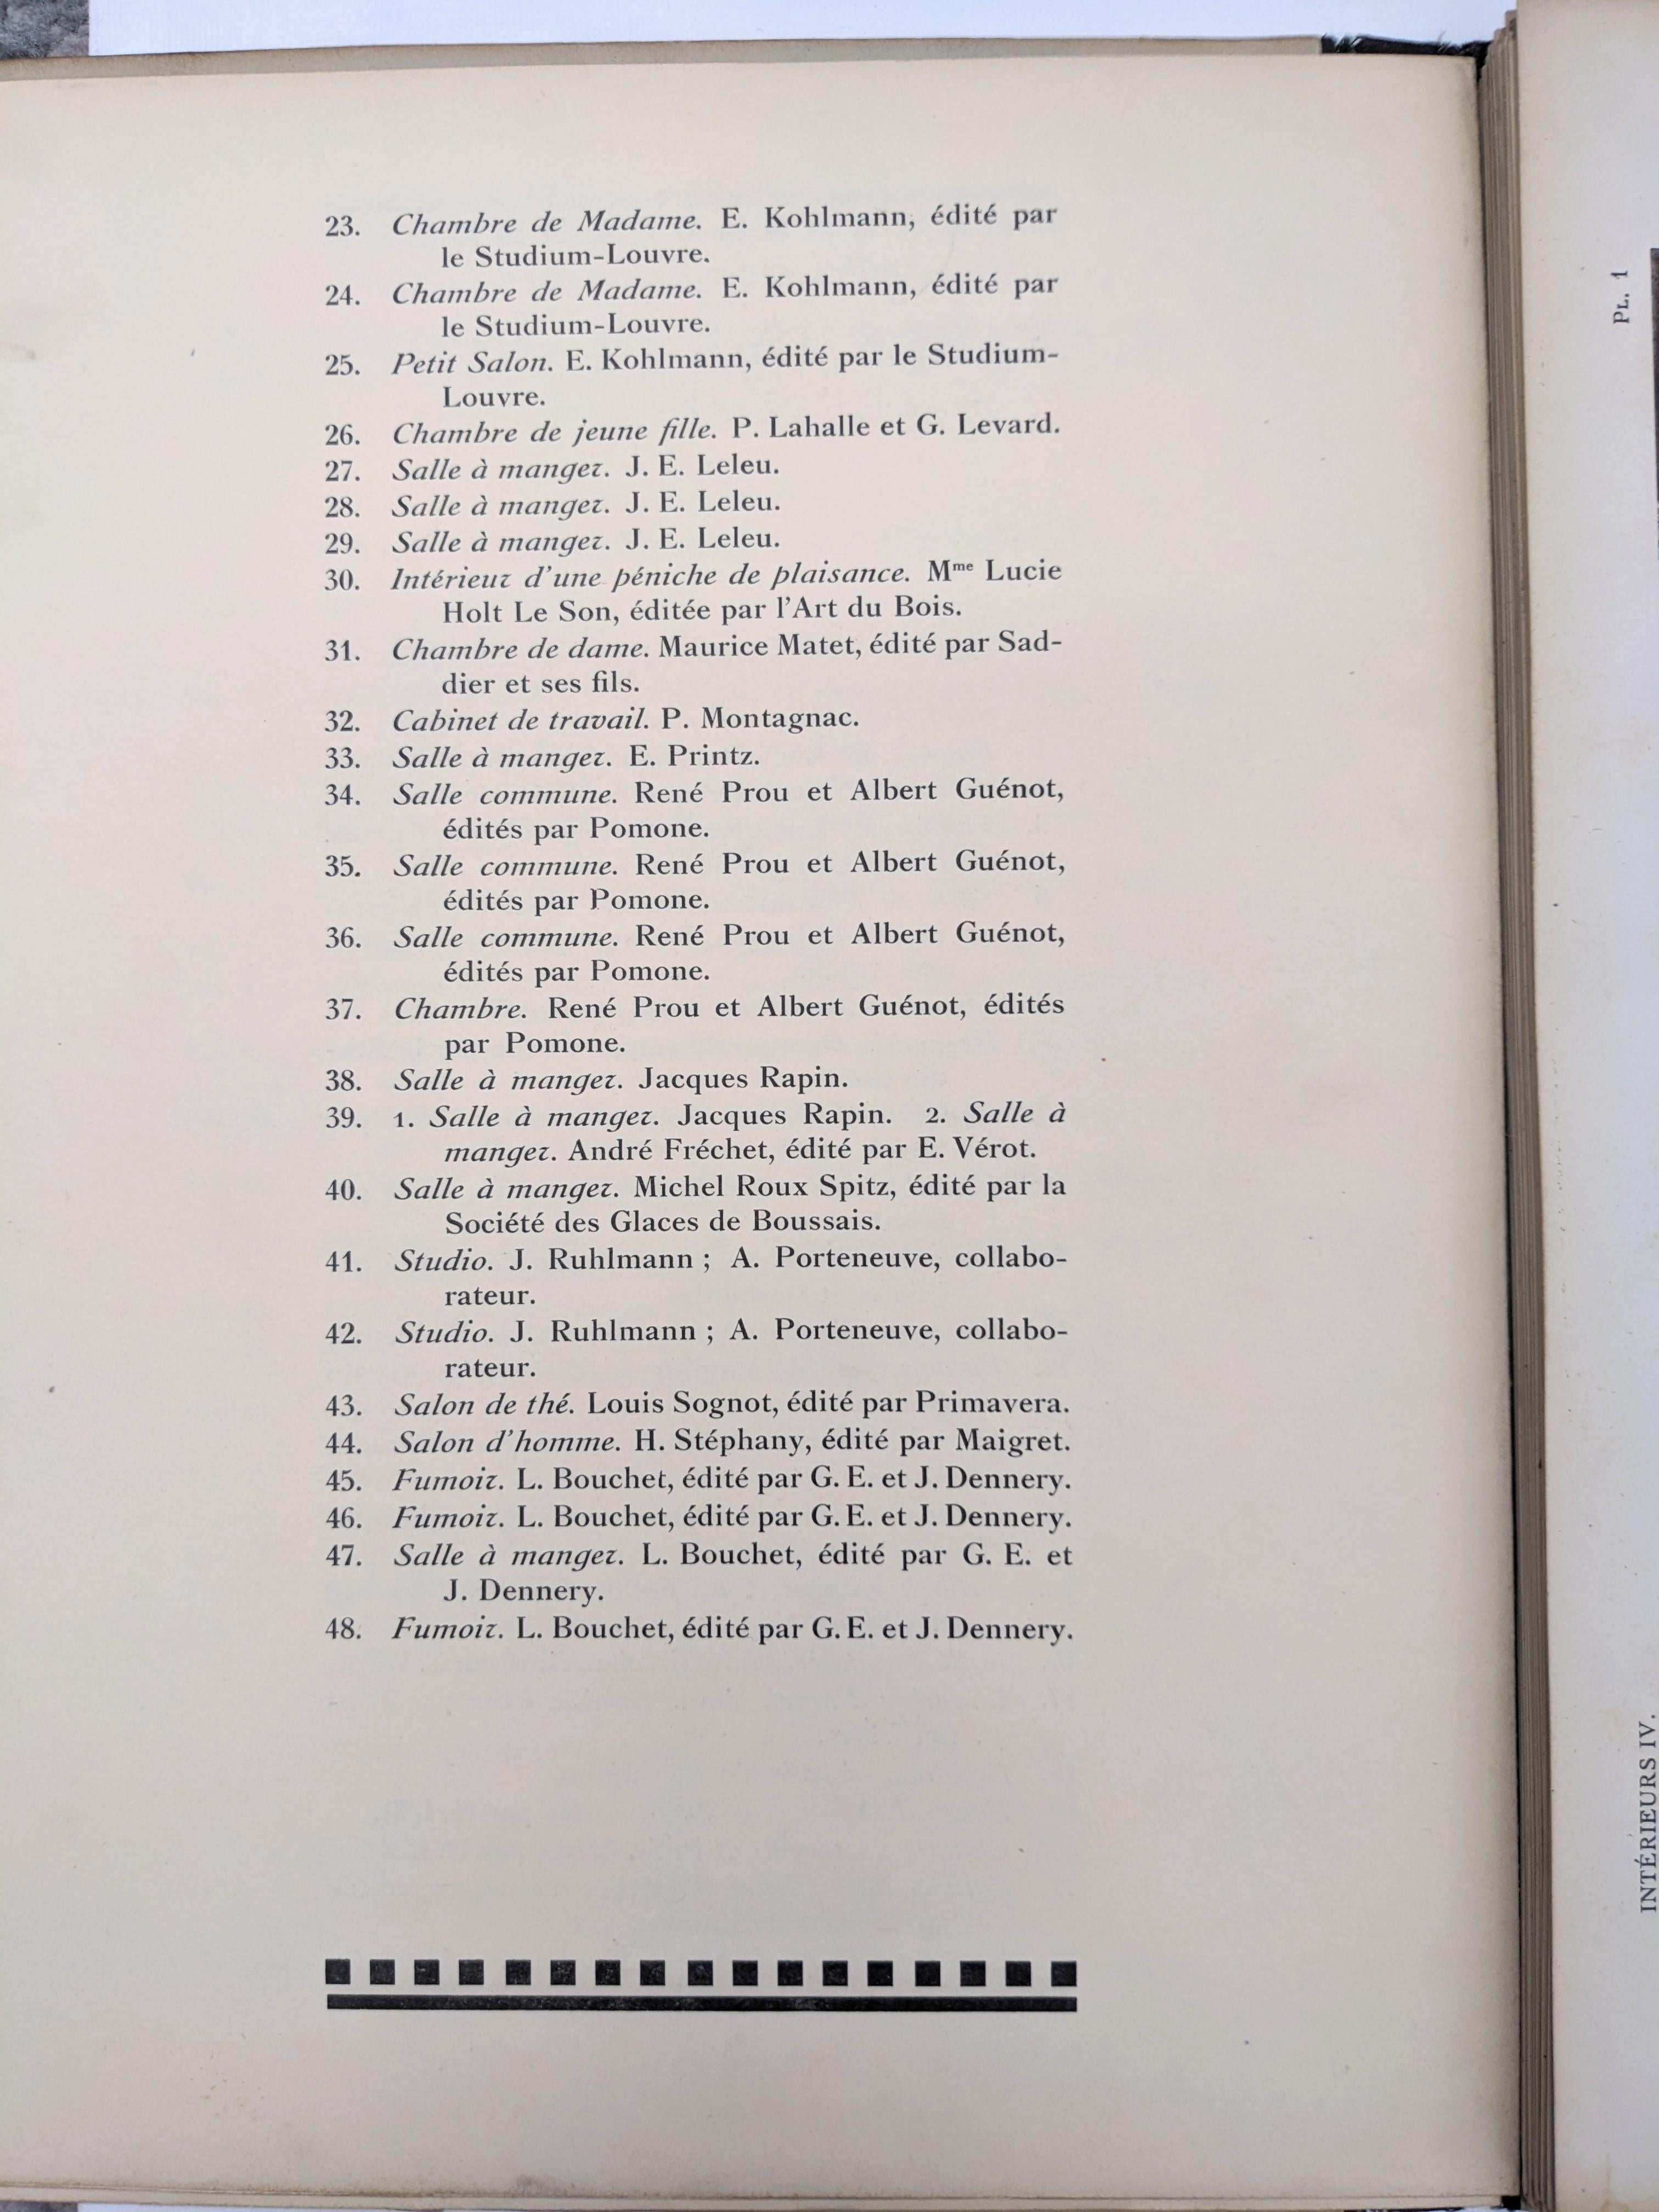 23. Chambre de Madame. E. Kohlmann, édité par
le Studium-Louvre.
24. Chambre de Madame. E. Kohlmann, édité par
le Studium-Louvre.
25. Petit Salon. E. Kohlmann, édité par le Studium-
Louvre.
26. Chambre de jeune fille. P. Lahalle et G. Levard.
27. Salle à manger. J. E. Leleu.
28. Salle à manger. J. E. Leleu.
29. Salle à manger. J. E. Leleu.
30. Intérieur d'une péniche de plaisance. Mme Lucie
Holt Le Son, éditée par l'Art du Bois.
31. Chambre de dame. Maurice Matet, édité par Sad-
dier et ses fils.
32. Cabinet de travail. P. Montagnac.
33. Salle à manger. E. Printz.
34. Salle commune. René Prou et Albert Guénot,
édités par Pomone.
35. Salle commune. René Prou et Albert Guénot,
édités par Pomone.
36. Salle commune. René Prou et Albert Guénot,
édités par Pomone.
37. Chambre. René Prou et Albert Guénot, édités
par Pomone.
38. Salle à manger. Jacques Rapin.
39. 1. Salle à manger. Jacques Rapin. 2. Salle à
manger. André Fréchet, édité par E. Vérot.
40. Salle à manger. Michel Roux Spitz, édité par la
Société des Glaces de Boussais.
41. Studio. J. Ruhlmann ; A. Porteneuve, collabo-
rateur.
42. Studio. J. Ruhlmann ; A. Porteneuve, collabo-
rateur.
43. Salon de thé. Louis Sognot, édité par Primavera.
44. Salon d'homme. H. Stéphany, édité par Maigret.
45. Fumoir. L. Bouchet, édité par G. E. et J. Dennery.
46. Fumoir. L. Bouchet, édité par G. E. et J. Dennery.
47. Salle à manger. L. Bouchet, édité par G. E. et
J. Dennery.
48. Fumoir. L. Bouchet, édité par G. E. et J. Dennery.
PL. 1
INTÉRIEURS IV.